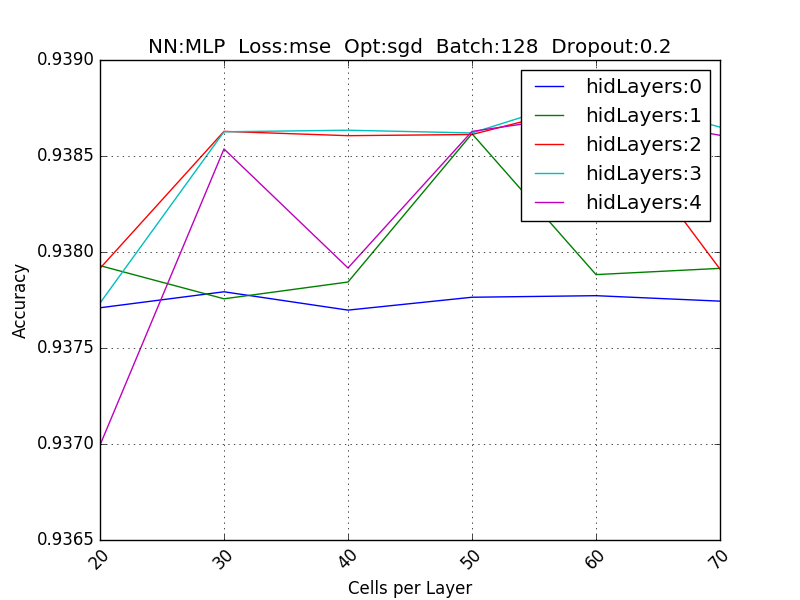 NN:MLP  Loss:mse  Opt:sgd  Batch:128  Dropout:0.2
0.9390
0.9385
0.9380
0.9375
0.9370
0.9365
Accuracy
hidLayers:0
hidLayers:1
hidLayers:2
hidLayers:3
hidLayers:4
20 30 40 50 60 70
Cells per Layer